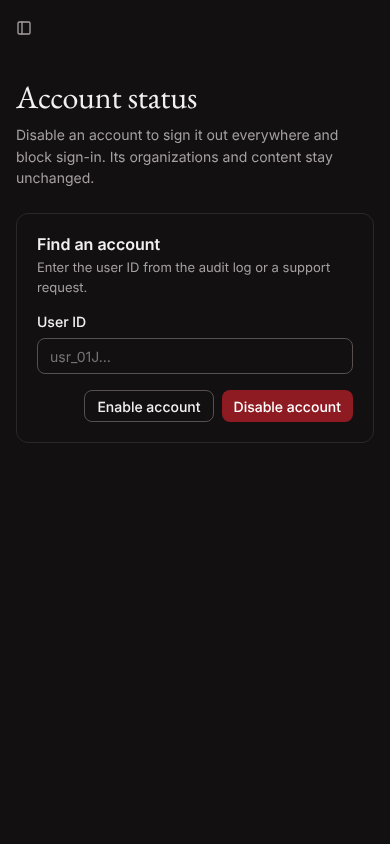 Account status
Disable an account to sign it out everywhere and
block sign-in. Its organizations and content stay
unchanged.
Find an account
Enter the user ID from the audit log or a support
request.
User ID
usr_01J...
Enable account
Disable account